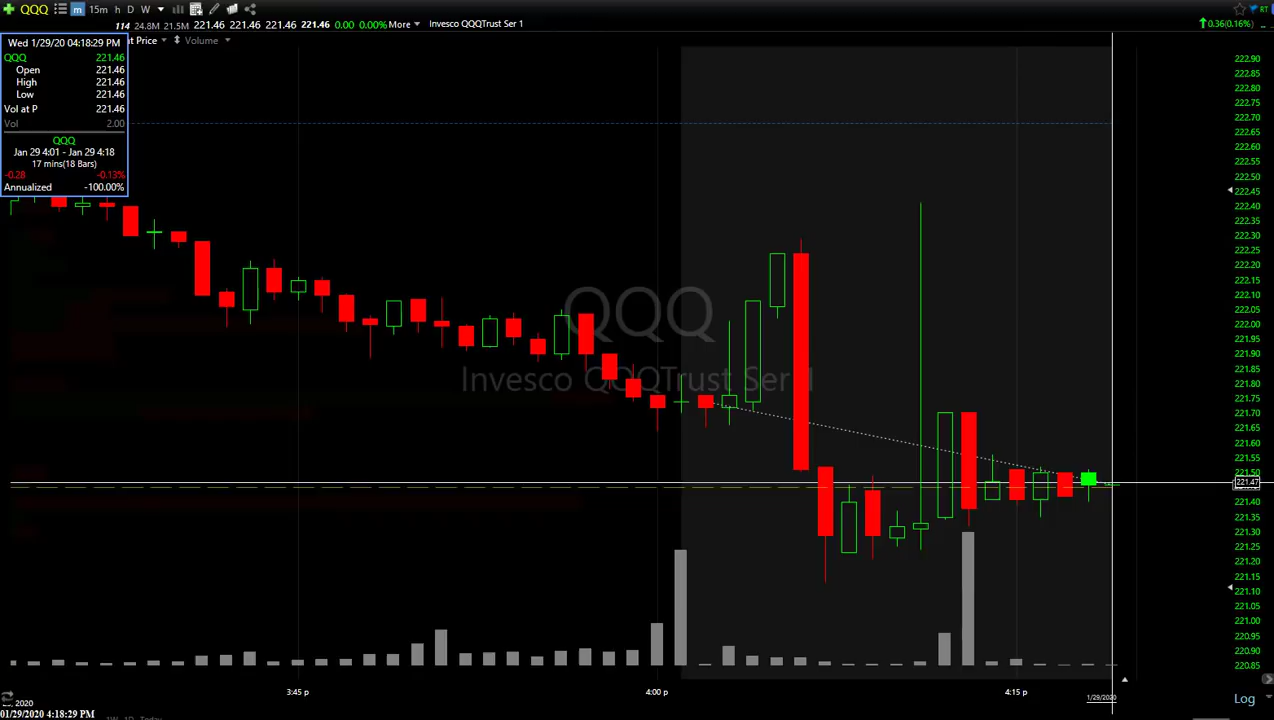 QQQ m 15m h D W
114 24.8M 21.5M 221.46 221.46 221.46 221.46 0.00 0.00% More Invesco QQQTrust Ser 1
RT
0.36(0.16%)
Wed 1/29/20 04:18:29 PM
t Price Volume
QQQ 221.46
Open 221.46
High 221.46
Low 221.46
Vol at P 221.46
Vol 2.00
QQQ
Jan 29 4:01 - Jan 29 4:18
17 mins(18 Bars)
-0.28 -0.13%
Annualized -100.00%
QQQ
Invesco QQQTrust Ser 1
222.90
222.85
222.80
222.75
222.70
222.65
222.60
222.55
222.50
222.45
222.40
222.35
222.30
222.25
222.20
222.15
222.10
222.05
222.00
221.95
221.90
221.85
221.80
221.75
221.70
221.65
221.60
221.55
221.50
221.47
221.40
221.35
221.30
221.25
221.20
221.15
221.10
221.05
221.00
220.95
220.90
220.85
3:45 p 4:00 p 4:15 p
1/29/2020
, 2020
Log
01/29/2020 4:18:29 PM
1W 1D Today